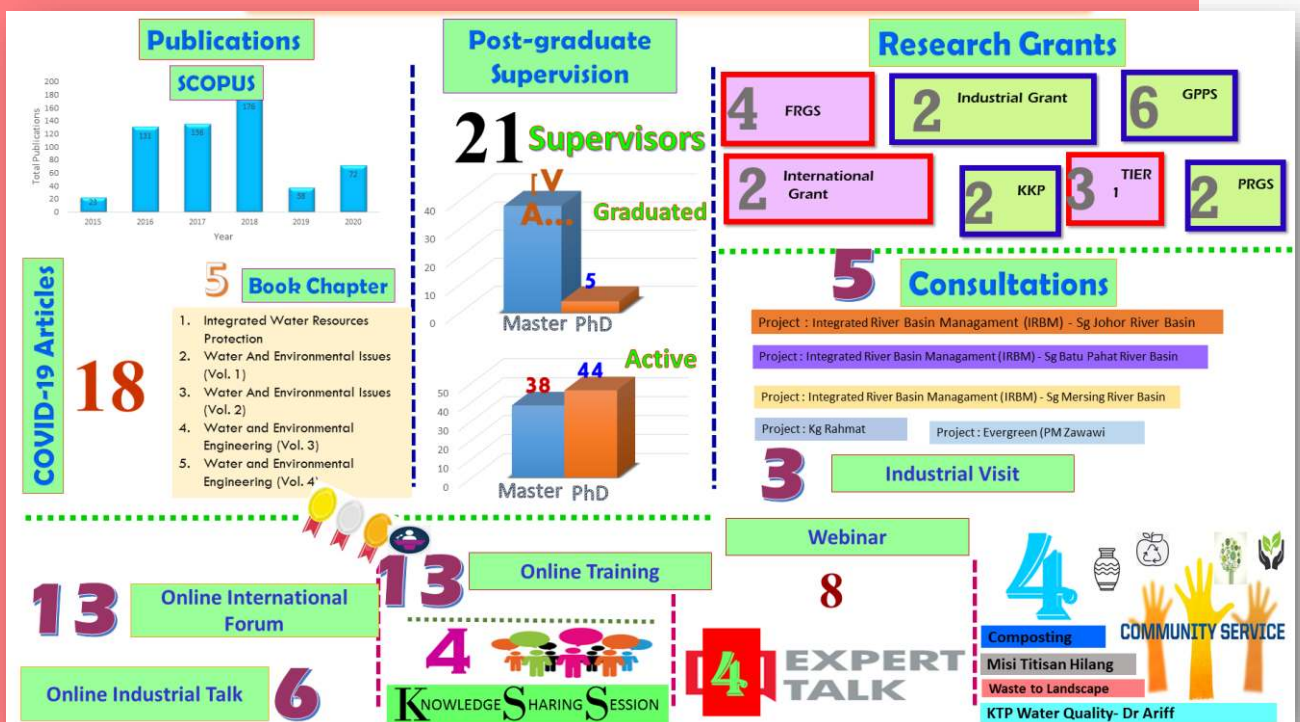 Publications
SCOPUS
200
180
160
140
120
100
80
60
40
20
0
Total Publications
23
133
136
176
38
72
2015
2016
2017
2018
2019
2020
Year
COVID-19 Articles
18
5
Book Chapter
1. Integrated Water Resources
Protection
2. Water And Environmental Issues
(Vol. 1)
3. Water And Environmental Issues
(Vol. 2)
4. Water and Environmental
Engineering (Vol. 3)
5. Water and Environmental
Engineering (Vol. 4)
Post-graduate
Supervision
21 Supervisors
[V
A...
Graduated
40
30
20
10
0
5
Master PhD
Active
38
44
50
40
30
20
10
0
Master PhD
Research Grants
4 FRGS
2 Industrial Grant
6 GPPS
2 International
Grant
2 KKP
3 TIER
1
2 PRGS
5 Consultations
Project : Integrated River Basin Managament (IRBM) - Sg Johor River Basin
Project : Integrated River Basin Managament (IRBM) - Sg Batu Pahat River Basin
Project : Integrated River Basin Managament (IRBM) - Sg Mersing River Basin
Project : Kg Rahmat
Project : Evergreen (PM Zawawi
3 Industrial Visit
13 Online International
Forum
Online Industrial Talk 6
13 Online Training
4
KNOWLEDGE SHARING SESSION
Webinar
8
4 EXPERT
TALK
4
COMMUNITY SERVICE
Composting
Misi Titisan Hilang
Waste to Landscape
KTP Water Quality- Dr Ariff